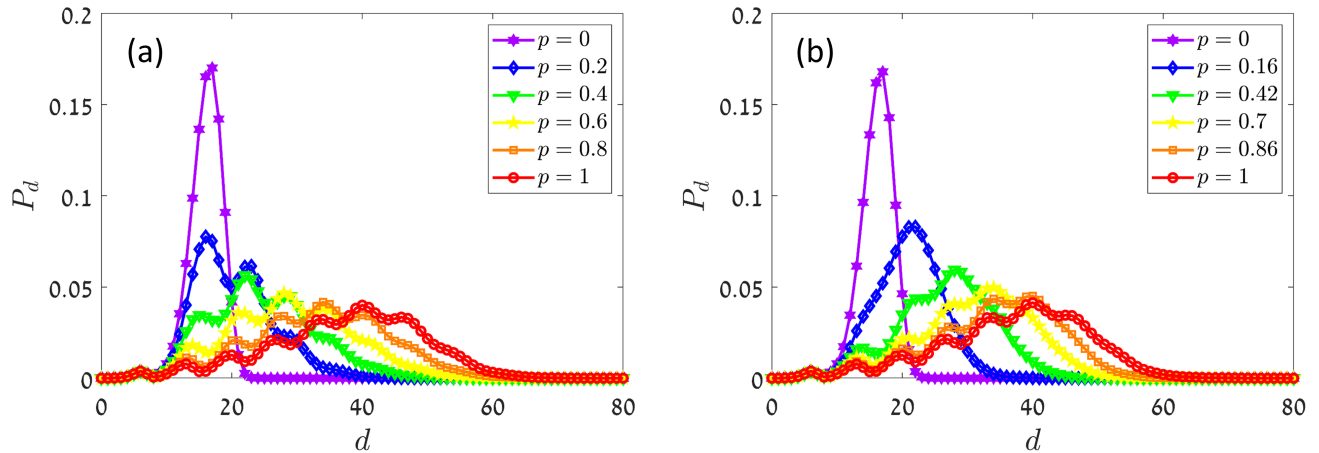 (a)
0.2
0.15
0.1
0.05
0
P_d
0 20 40 60 80
d
p = 0
p = 0.2
p = 0.4
p = 0.6
p = 0.8
p = 1
(b)
0.2
0.15
0.1
0.05
0
P_d
0 20 40 60 80
d
p = 0
p = 0.16
p = 0.42
p = 0.7
p = 0.86
p = 1